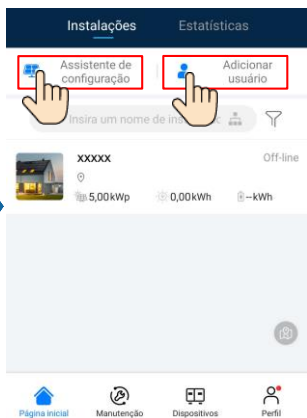 Instalações Estatísticas
Assistente de configuração
Adicionar usuário
Insira um nome de ins
xxxxx Off-line
5,00kWp 0,00kWh --kWh
Página inicial Manutenção Dispositivos Perfil